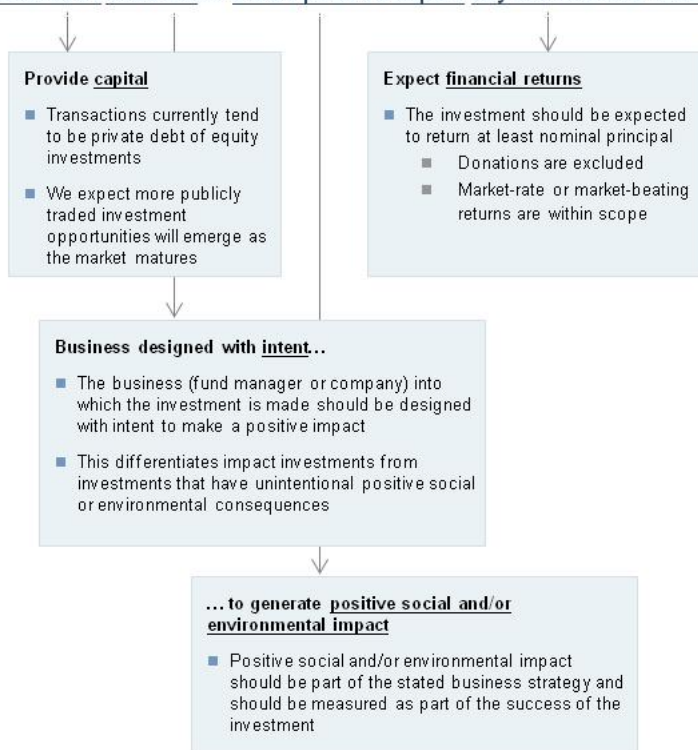 Provide capital
Transactions currently tend
to be private debt of equity
investments
We expect more publicly
traded investment
opportunities will emerge as
the market matures
Expect financial returns
The investment should be expected
to return at least nominal principal
Donations are excluded
Market-rate or market-beating
returns are within scope
Business designed with intent...
The business (fund manager or company) into
which the investment is made should be designed
with intent to make a positive impact
This differentiates impact investments from
investments that have unintentional positive social
or environmental consequences
... to generate positive social and/or
environmental impact
Positive social and/or environmental impact
should be part of the stated business strategy and
should be measured as part of the success of the
investment